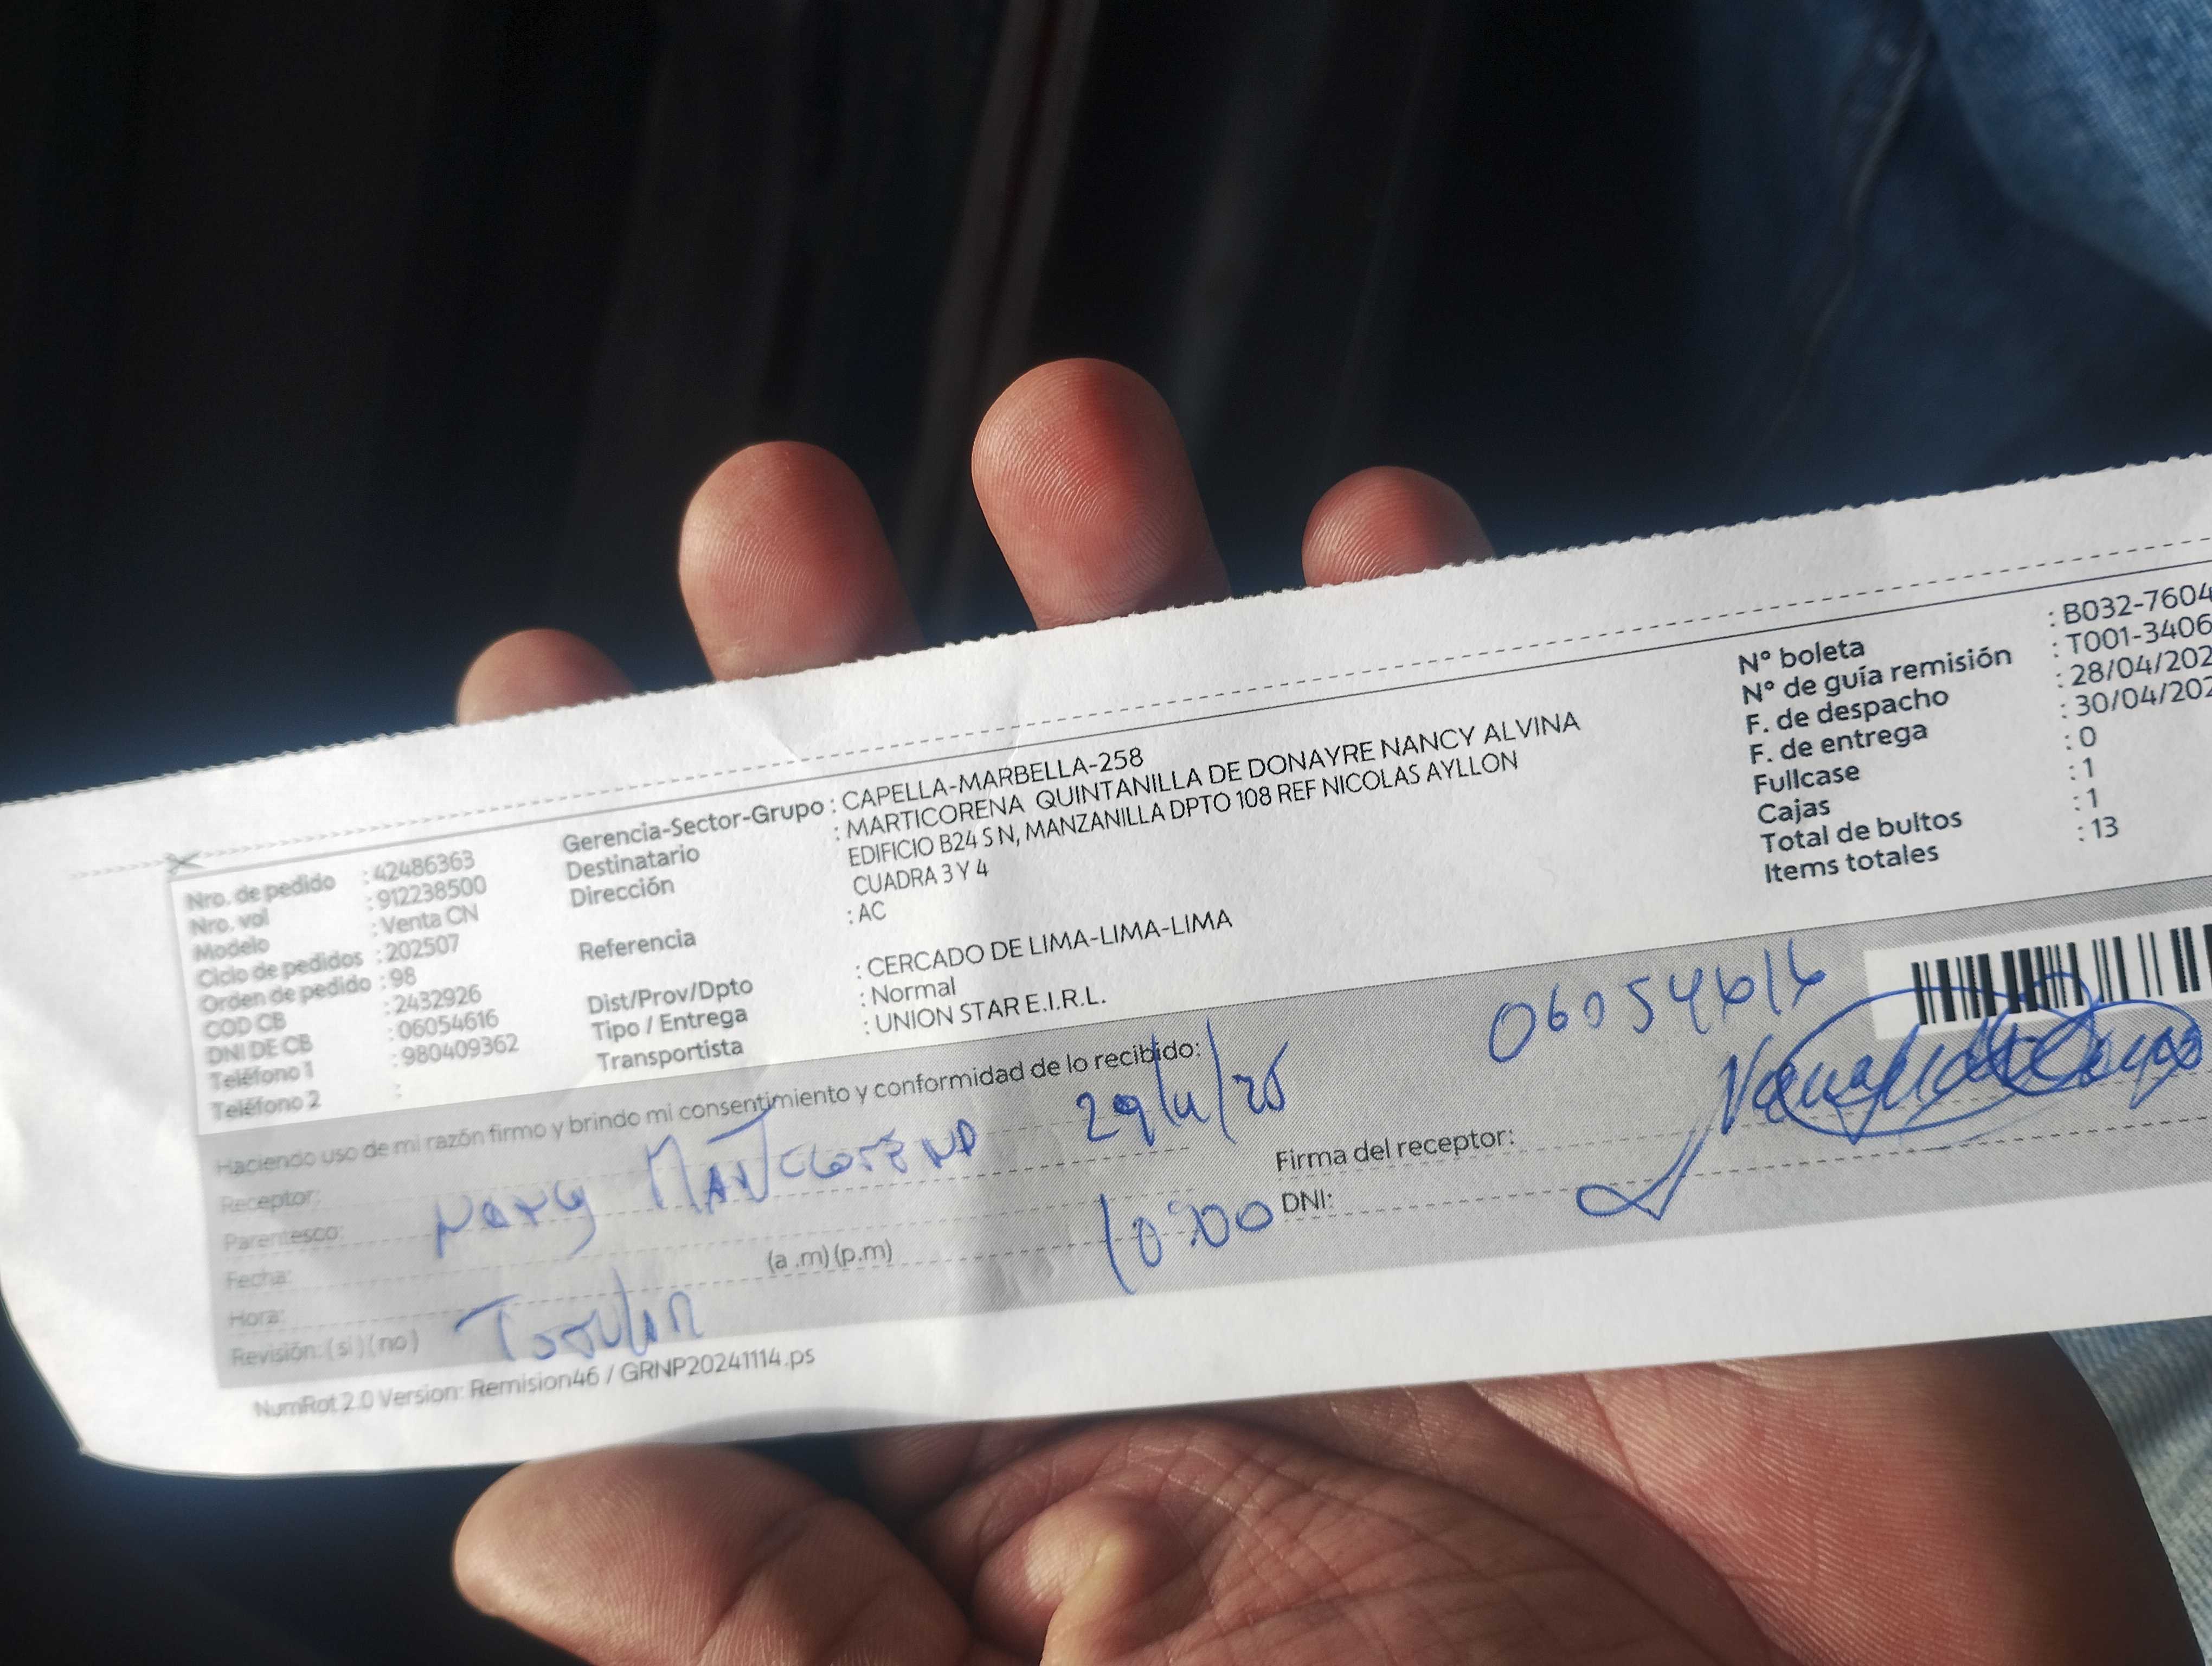 Nro. de pedido : 42486363
Nro. vol : 912238500
Modelo : Venta CN
Ciclo de pedidos : 202507
Orden de pedido : 98
COD CB : 2432926
DNI DE CB : 06054616
Teléfono 1 : 980409362
Teléfono 2 :
Gerencia-Sector-Grupo : CAPELLA-MARBELLA-258
Destinatario : MARTICORENA QUINTANILLA DE DONAYRE NANCY ALVINA
Dirección EDIFICIO B24 S N, MANZANILLA DPTO 108 REF NICOLAS AYLLON
CUADRA 3 Y 4
Referencia : AC
Dist/Prov/Dpto : CERCADO DE LIMA-LIMA-LIMA
Tipo / Entrega : Normal
Transportista : UNION STAR E.I.R.L.
N° boleta : B032-7604
N° de guía remisión : T001-3406
F. de despacho : 28/04/202
F. de entrega : 30/04/202
Fullcase : 0
Cajas : 1
Total de bultos : 1
Items totales : 13
Haciendo uso de mi razón firmo y brindo mi consentimiento y conformidad de lo recibido:
Receptor:
Parentesco:
Fecha:
Hora: (a .m) (p.m)
Revisión: ( si ) ( no )
10:00
Firma del receptor:
DNI:
06054616
NumRot 2.0 Version: Remision46 / GRNP20241114.ps